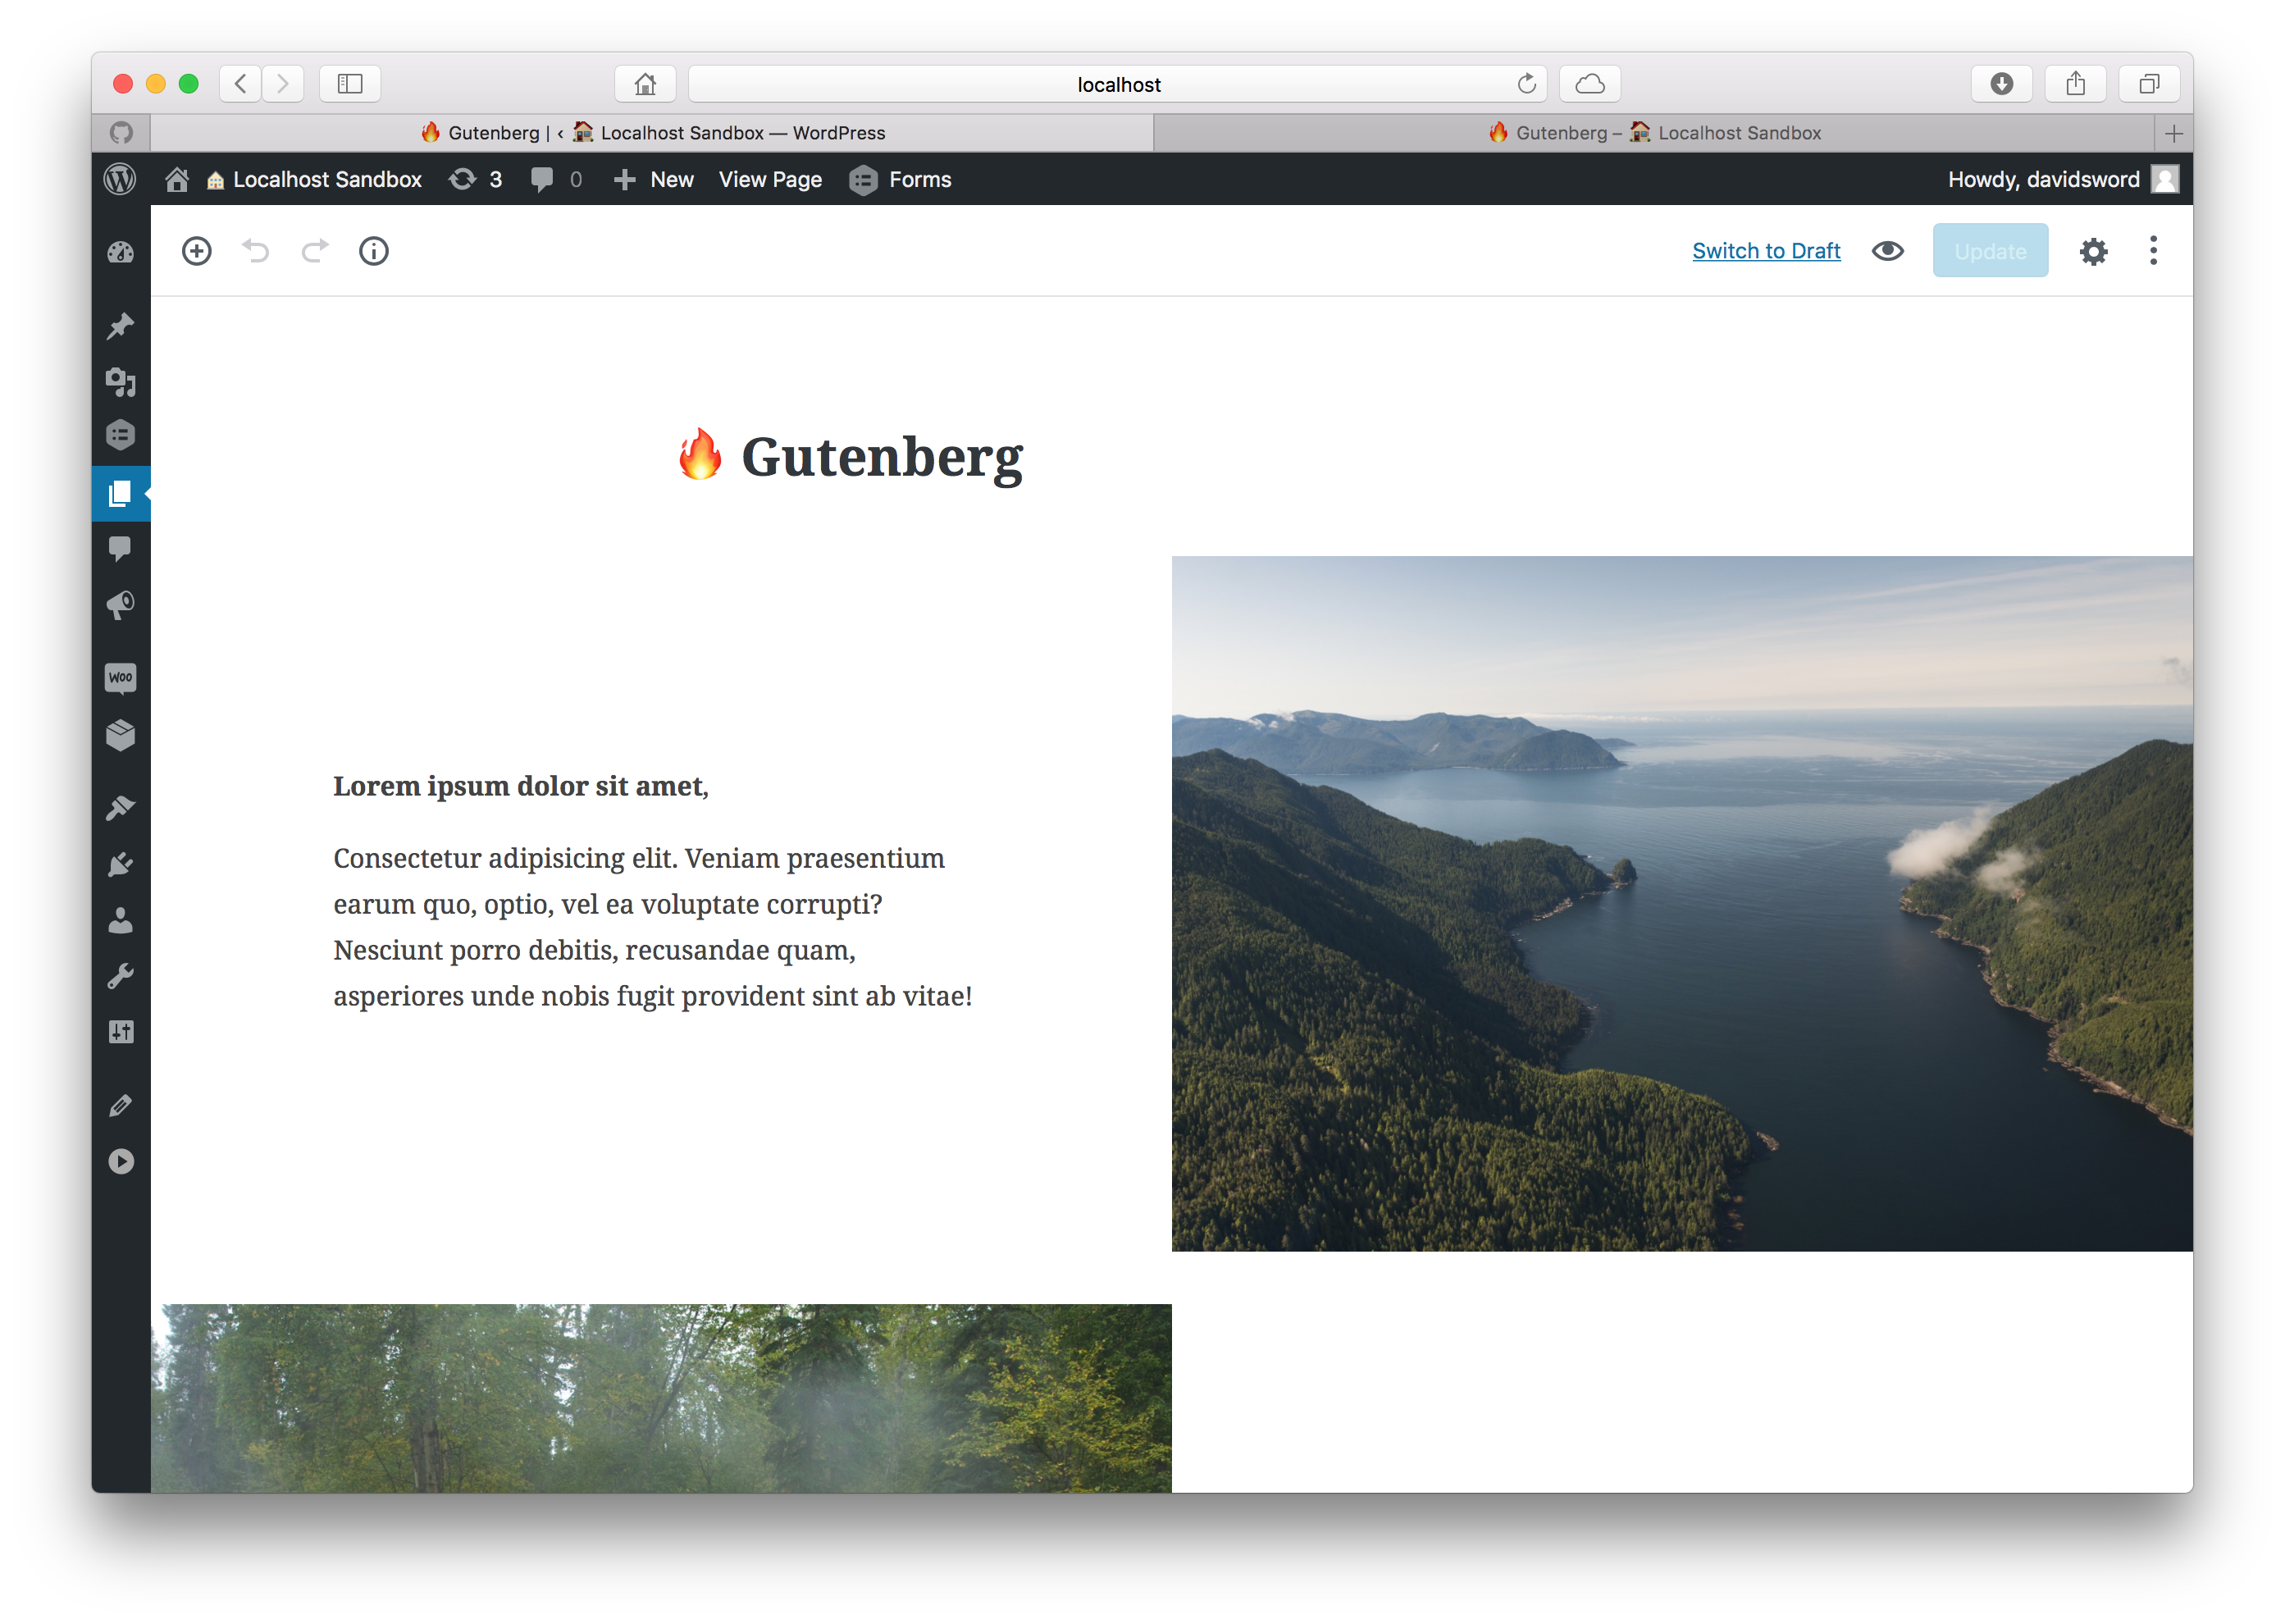 localhost
🔥 Gutenberg | ‹ 🏠 Localhost Sandbox — WordPress
🔥 Gutenberg – 🏠 Localhost Sandbox
🏠 Localhost Sandbox 3 0 New View Page Forms Howdy, davidsword
Switch to Draft Update
🔥 Gutenberg
Woo
Lorem ipsum dolor sit amet,
Consectetur adipisicing elit. Veniam praesentium
earum quo, optio, vel ea voluptate corrupti?
Nesciunt porro debitis, recusandae quam,
asperiores unde nobis fugit provident sint ab vitae!